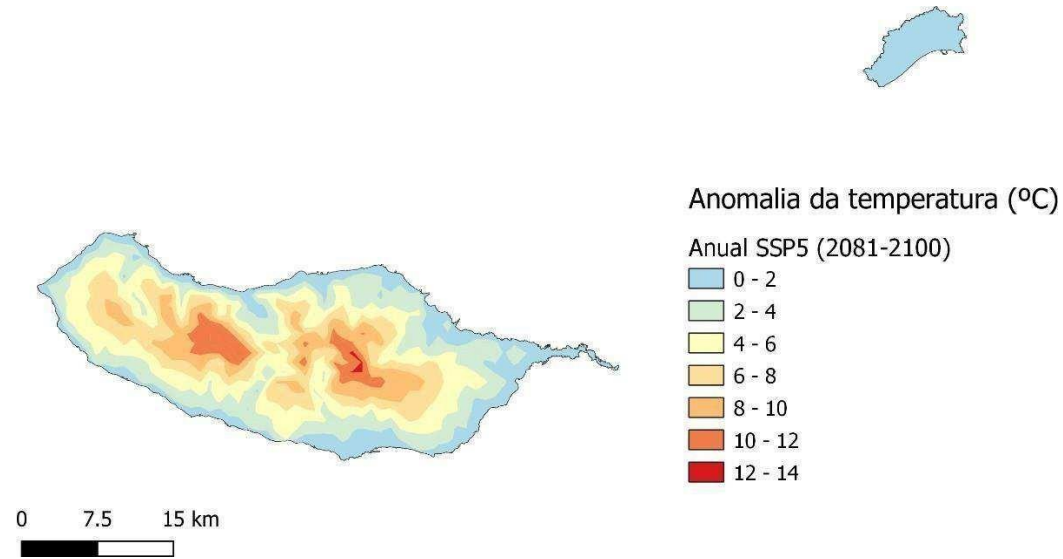 Anomalia da temperatura (ºC)
Anual SSP5 (2081-2100)
0 - 2
2 - 4
4 - 6
6 - 8
8 - 10
10 - 12
12 - 14
0 7.5 15 km